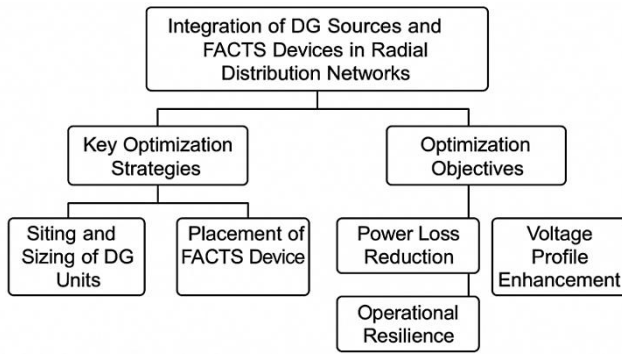 Integration of DG Sources and
FACTS Devices in Radial
Distribution Networks
Key Optimization
Strategies
Optimization
Objectives
Siting and
Sizing of DG
Units
Placement of
FACTS Device
Power Loss
Reduction
Voltage
Profile
Enhancement
Operational
Resilience